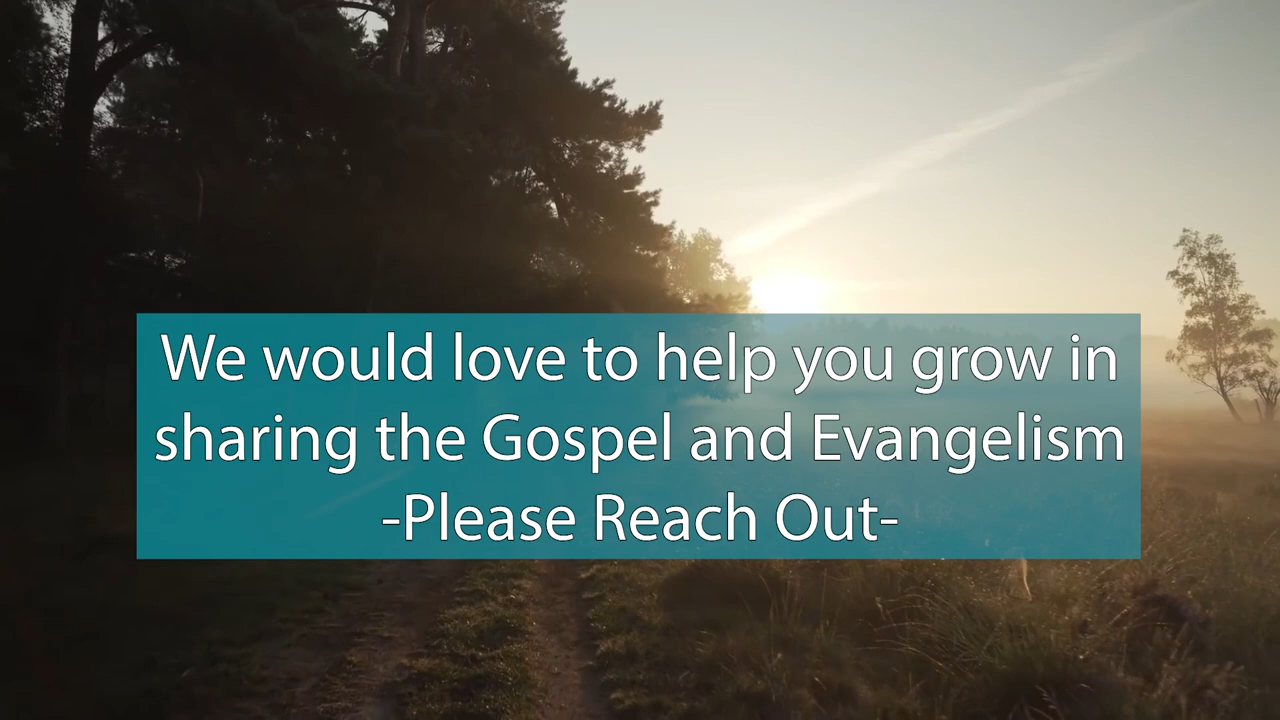 We would love to help you grow in
sharing the Gospel and Evangelism
-Please Reach Out-